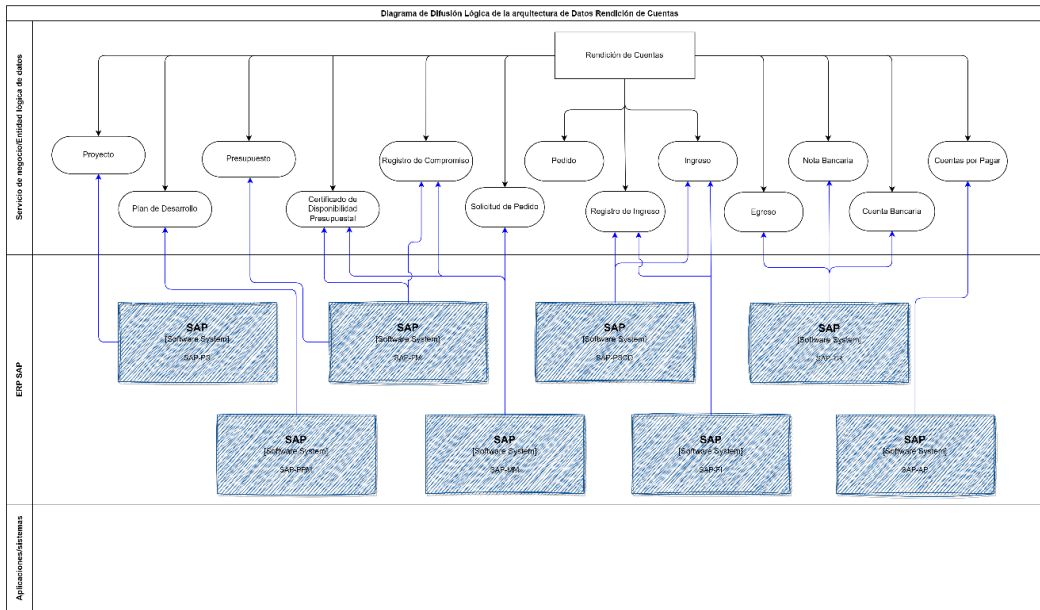 Diagrama de Difusión Lógica de la arquitectura de Datos Rendición de Cuentas
Servicio de negocio/Entidad lógica de datos
Rendición de Cuentas
Proyecto
Presupuesto
Registro de Compromiso
Pedido
Ingreso
Nota Bancaria
Cuentas por Pagar
Plan de Desarrollo
Certificado de
Disponibilidad
Presupuestal
Solicitud de Pedido
Registro de Ingreso
Egreso
Cuenta Bancaria
ERP SAP
SAP
[Software System]
SAP-PS
SAP
[Software System]
SAP-FM
SAP
[Software System]
SAP-PSCD
SAP
[Software System]
SAP
[Software System]
SAP-PPM
SAP
[Software System]
SAP-MM
SAP
[Software System]
SAP-FI
SAP
[Software System]
SAP-AP
Aplicaciones/sistemas